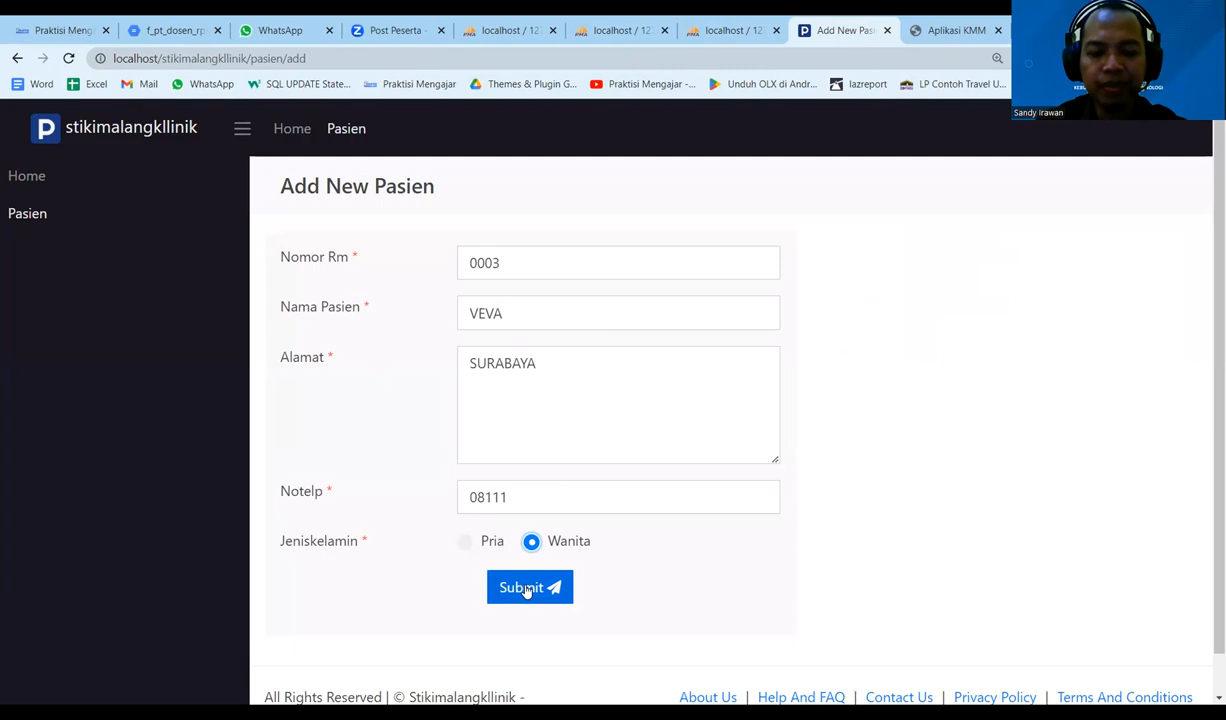 Praktisi Meng
f_pt_dosen_rp
WhatsApp
Post Peserta -
localhost / 12
localhost / 12
localhost / 12
Add New Pasi
Aplikasi KMM
localhost/stikimalangkllinik/pasien/add
Word
Excel
Mail
WhatsApp
SQL UPDATE State...
Praktisi Mengajar
Themes & Plugin G...
Praktisi Mengajar -...
Unduh OLX di Andr...
lazreport
LP Contoh Travel U...
Sandy Irawan
P stikimalangkllinik
Home
Pasien
Home
Pasien
Add New Pasien
Nomor Rm *
0003
Nama Pasien *
VEVA
Alamat *
SURABAYA
Notelp *
08111
Jeniskelamin *
Pria
Wanita
Submit
All Rights Reserved | © Stikimalangkllinik -
About Us | Help And FAQ | Contact Us | Privacy Policy | Terms And Conditions